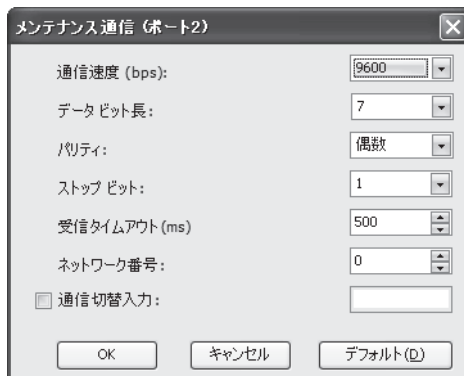 メンテナンス通信 (ポート2)
通信速度 (bps): 9600
データ ビット長: 7
パリティ: 偶数
ストップ ビット: 1
受信タイムアウト(ms) 500
ネットワーク番号: 0
通信切替入力:
OK キャンセル デフォルト(D)